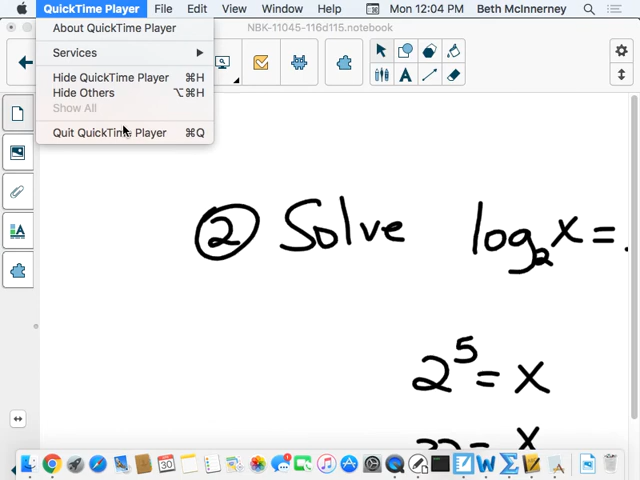 QuickTime Player File Edit View Window Help Mon 12:04 PM Beth McInnerney
NBK-11045-116d115.notebook
About QuickTime Player
Services
Hide QuickTime Player ⌘H
Hide Others ⌥⌘H
Show All
Quit QuickTime Player ⌘Q
② Solve log₂x=
2⁵=x